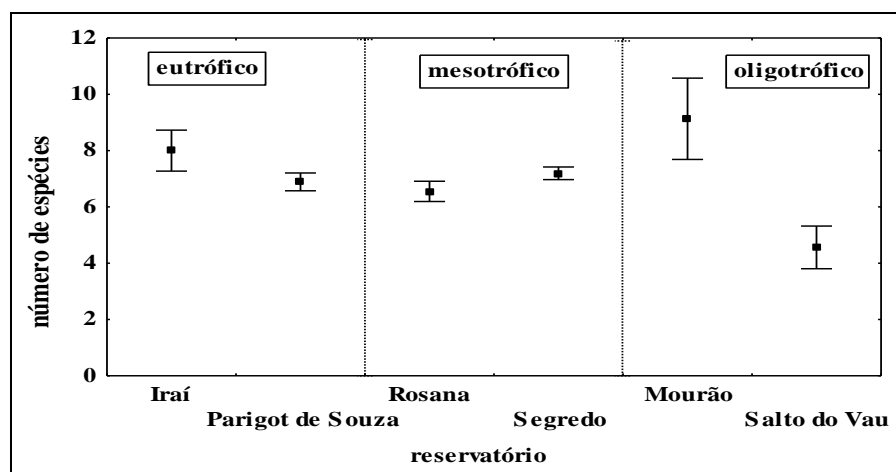 número de espécies
12
10
8
6
4
2
0
eutrófico
mesotrófico
oligotrófico
Iraí
Parigot de Souza
Rosana
Segredo
Mourão
Salto do Vau
reservatório